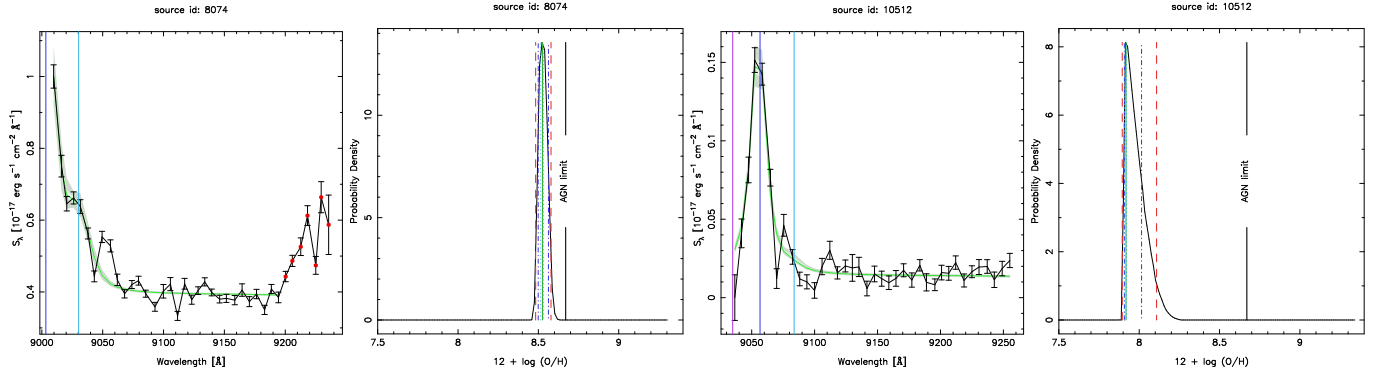 source id: 8074
source id: 8074
source id: 10512
source id: 10512
S_λ [10⁻¹⁷ erg s⁻¹ cm⁻² Å⁻¹]
1
0.8
0.6
0.4
9000 9050 9100 9150 9200
Wavelength [Å]
Probability Density
10
5
0
AGN limit
7.5 8 8.5 9
12 + log (O/H)
S_λ [10⁻¹⁷ erg s⁻¹ cm⁻² Å⁻¹]
0.15
0.1
0.05
0
9050 9100 9150 9200 9250
Wavelength [Å]
Probability Density
8
6
4
2
0
AGN limit
7.5 8 8.5 9
12 + log (O/H)